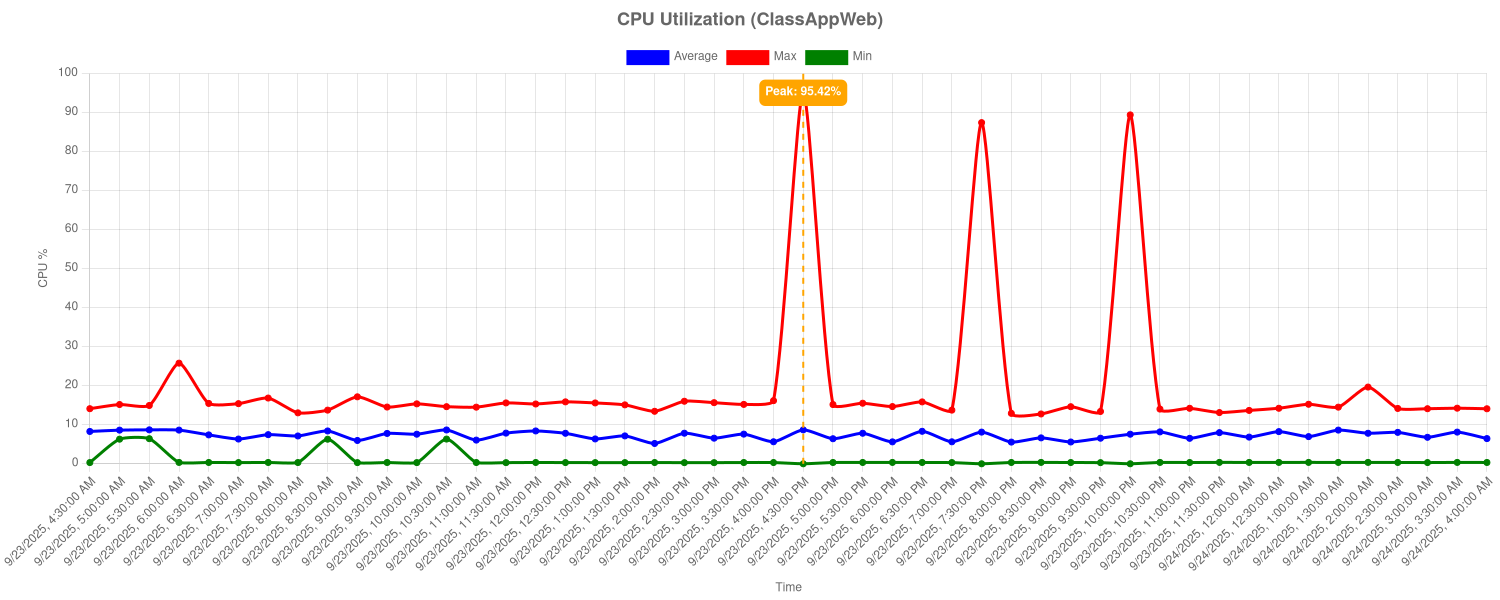 CPU Utilization (ClassAppWeb)
Average Max Min
Peak: 95.42%
CPU %
100
90
80
70
60
50
40
30
20
10
0
9/23/2025, 4:30:00 AM
9/23/2025, 5:00:00 AM
9/23/2025, 5:30:00 AM
9/23/2025, 6:00:00 AM
9/23/2025, 6:30:00 AM
9/23/2025, 7:00:00 AM
9/23/2025, 7:30:00 AM
9/23/2025, 8:00:00 AM
9/23/2025, 8:30:00 AM
9/23/2025, 9:00:00 AM
9/23/2025, 9:30:00 AM
9/23/2025, 10:00:00 AM
9/23/2025, 10:30:00 AM
9/23/2025, 11:00:00 AM
9/23/2025, 11:30:00 AM
9/23/2025, 12:00:00 PM
9/23/2025, 12:30:00 PM
9/23/2025, 1:00:00 PM
9/23/2025, 1:30:00 PM
9/23/2025, 2:00:00 PM
9/23/2025, 2:30:00 PM
9/23/2025, 3:00:00 PM
9/23/2025, 3:30:00 PM
9/23/2025, 4:00:00 PM
9/23/2025, 4:30:00 PM
9/23/2025, 5:00:00 PM
9/23/2025, 5:30:00 PM
9/23/2025, 6:00:00 PM
9/23/2025, 6:30:00 PM
9/23/2025, 7:00:00 PM
9/23/2025, 7:30:00 PM
9/23/2025, 8:00:00 PM
9/23/2025, 8:30:00 PM
9/23/2025, 9:00:00 PM
9/23/2025, 9:30:00 PM
9/23/2025, 10:00:00 PM
9/23/2025, 10:30:00 PM
9/23/2025, 11:00:00 PM
9/23/2025, 11:30:00 PM
9/24/2025, 12:00:00 AM
9/24/2025, 12:30:00 AM
9/24/2025, 1:00:00 AM
9/24/2025, 1:30:00 AM
9/24/2025, 2:00:00 AM
9/24/2025, 2:30:00 AM
9/24/2025, 3:00:00 AM
9/24/2025, 3:30:00 AM
9/24/2025, 4:00:00 AM
Time